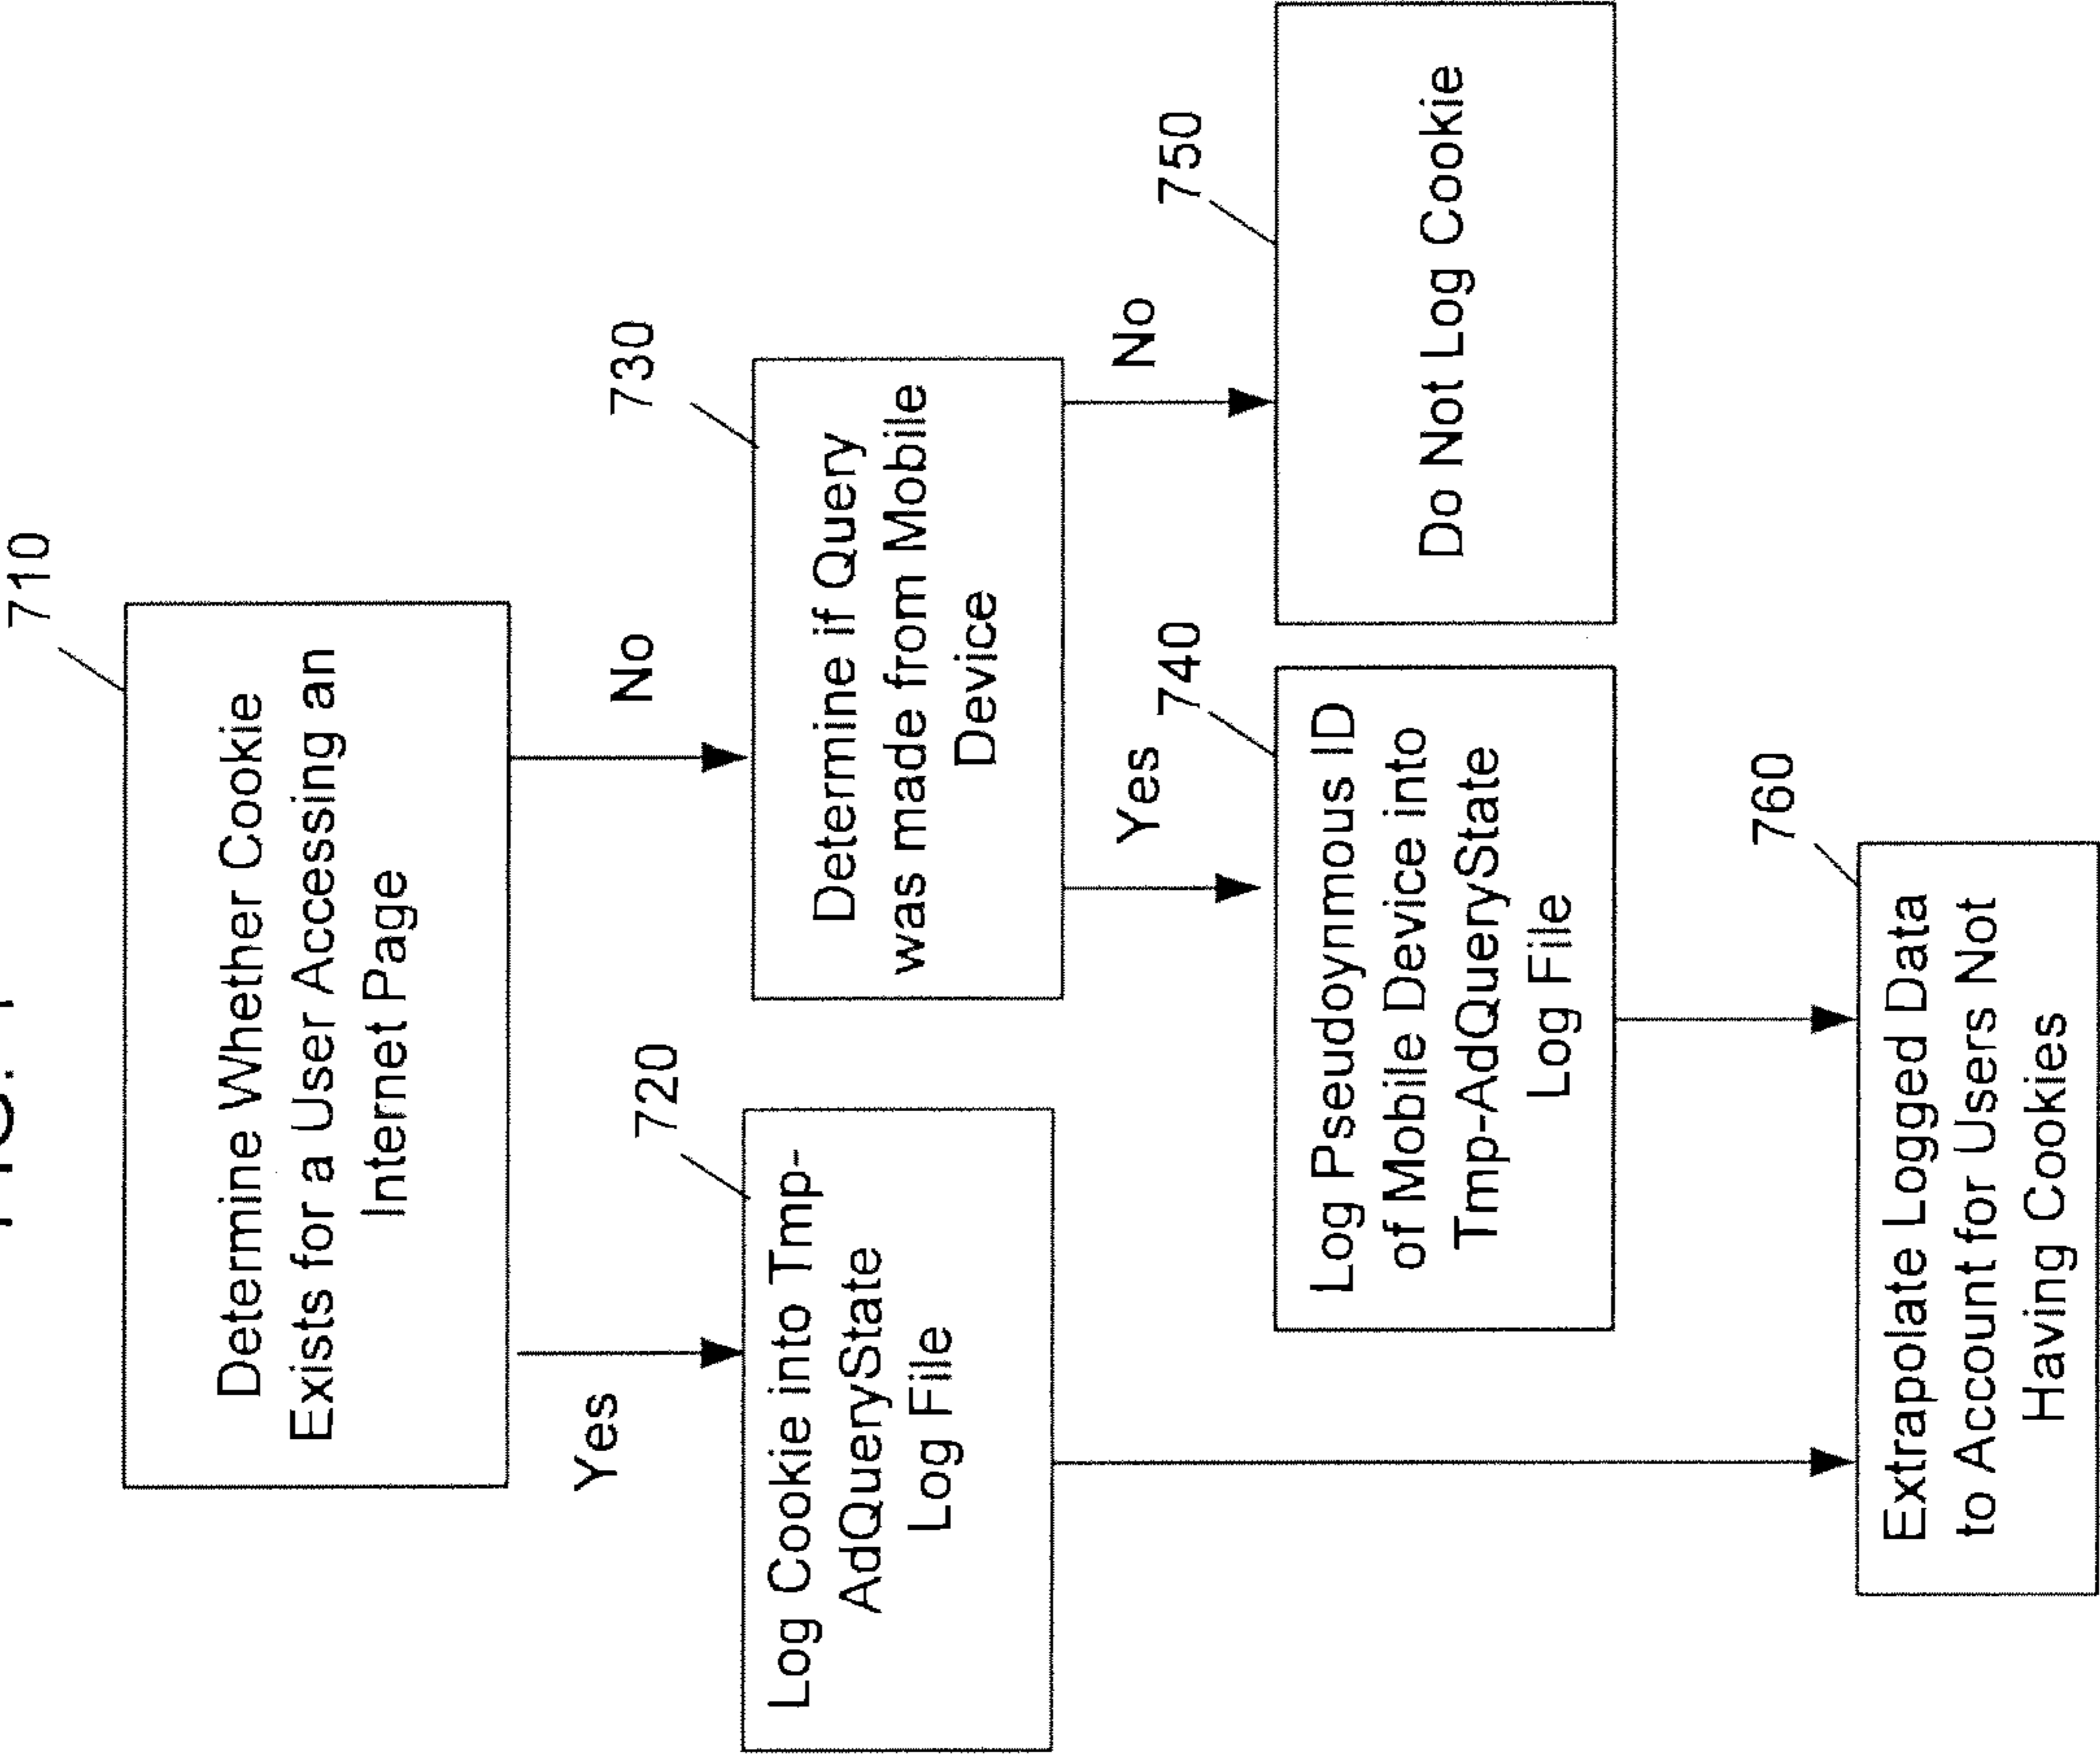 710
Determine Whether Cookie
Exists for a User Accessing an
Internet Page
Yes
No
720
Log Cookie into Tmp-
AdQueryState
Log File
730
Determine if Query
was made from Mobile
Device
Yes
No
740
Log Pseudoynmous ID
of Mobile Device into
Tmp-AdQueryState
Log File
750
Do Not Log Cookie
760
Extrapolate Logged Data
to Account for Users Not
Having Cookies